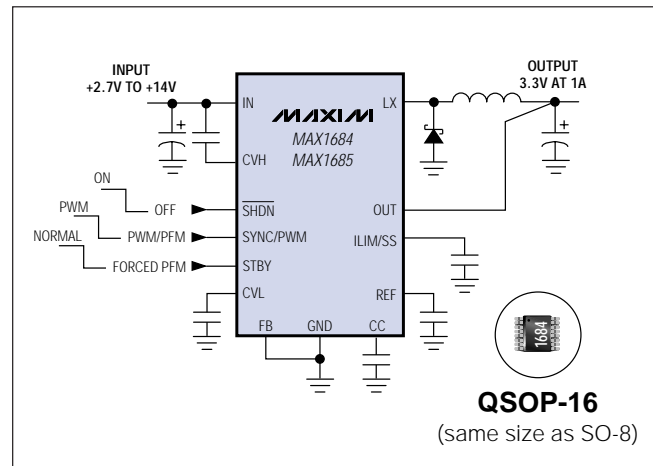 INPUT
+2.7V TO +14V
OUTPUT
3.3V AT 1A
IN
LX
MAXIM
MAX1684
MAX1685
CVH
ON
OFF
SHDN
OUT
PWM
PWM/PFM
SYNC/PWM
ILIM/SS
NORMAL
FORCED PFM
STBY
CVL
REF
FB
GND
CC
1684
QSOP-16
(same size as SO-8)